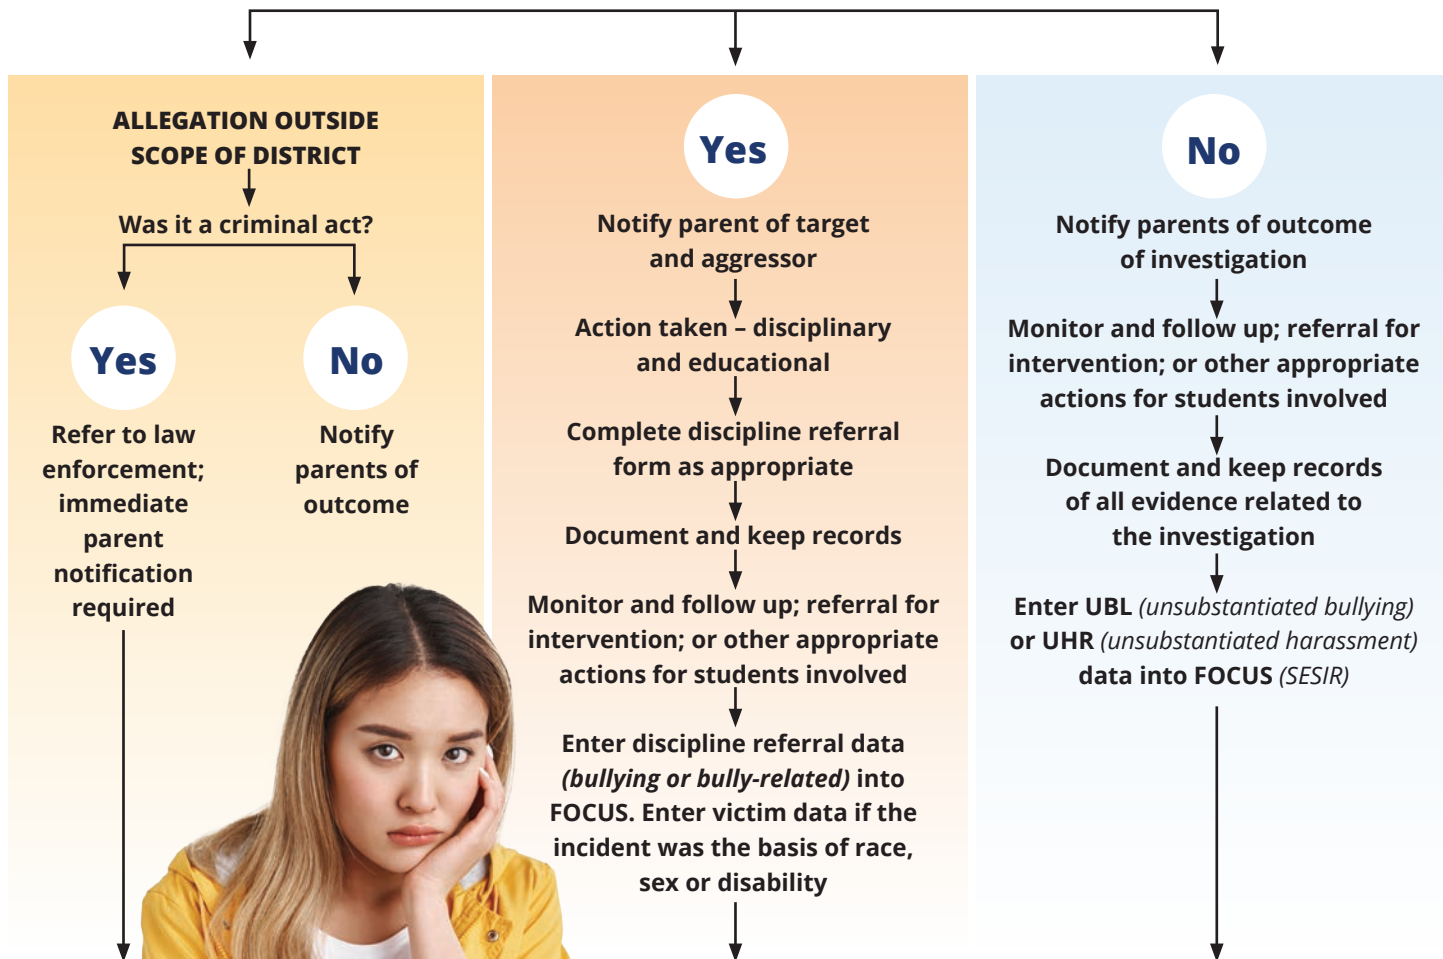 ALLEGATION OUTSIDE
SCOPE OF DISTRICT
Was it a criminal act?
Yes
Refer to law
enforcement;
immediate
parent
notification
required
No
Notify
parents of
outcome
Yes
Notify parent of target
and aggressor
Action taken – disciplinary
and educational
Complete discipline referral
form as appropriate
Document and keep records
Monitor and follow up; referral for
intervention; or other appropriate
actions for students involved
Enter discipline referral data
(bullying or bully-related) into
FOCUS. Enter victim data if the
incident was the basis of race,
sex or disability
No
Notify parents of outcome
of investigation
Monitor and follow up; referral for
intervention; or other appropriate
actions for students involved
Document and keep records
of all evidence related to
the investigation
Enter UBL (unsubstantiated bullying)
or UHR (unsubstantiated harassment)
data into FOCUS (SESIR)